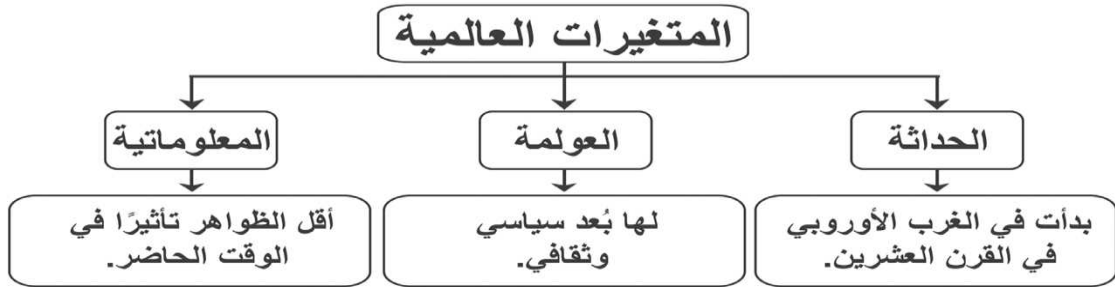 المتغيرات العالمية
الحداثة
العولمة
المعلوماتية
بدأت في الغرب الأوروبي
في القرن العشرين.
لها بُعد سياسي
وثقافي.
أقل الظواهر تأثيرًا في
الوقت الحاضر.